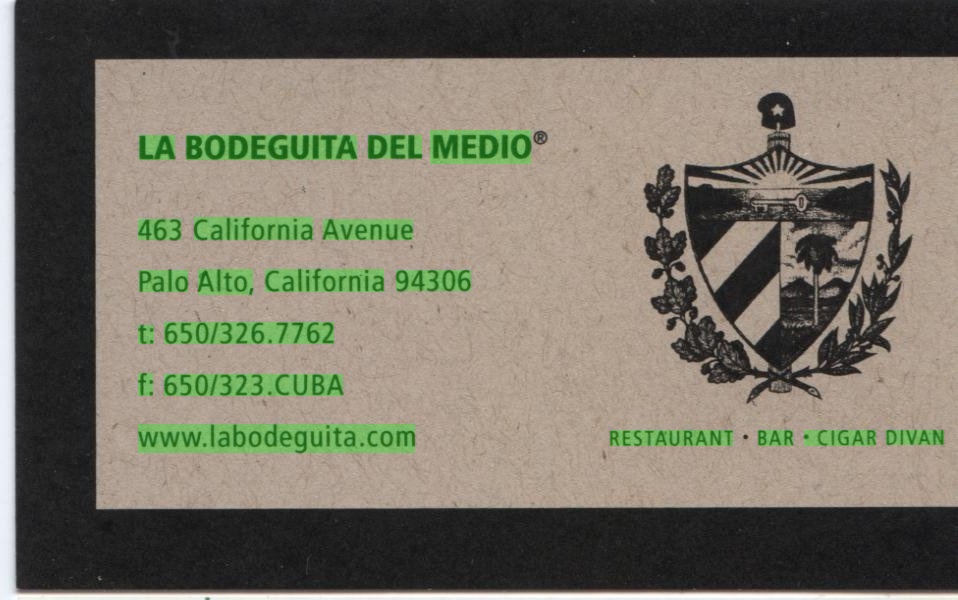 LA BODEGUITA DEL MEDIO®
463 California Avenue
Palo Alto, California 94306
t: 650/326.7762
f: 650/323.CUBA
www.labodeguita.com
RESTAURANT • BAR • CIGAR DIVAN